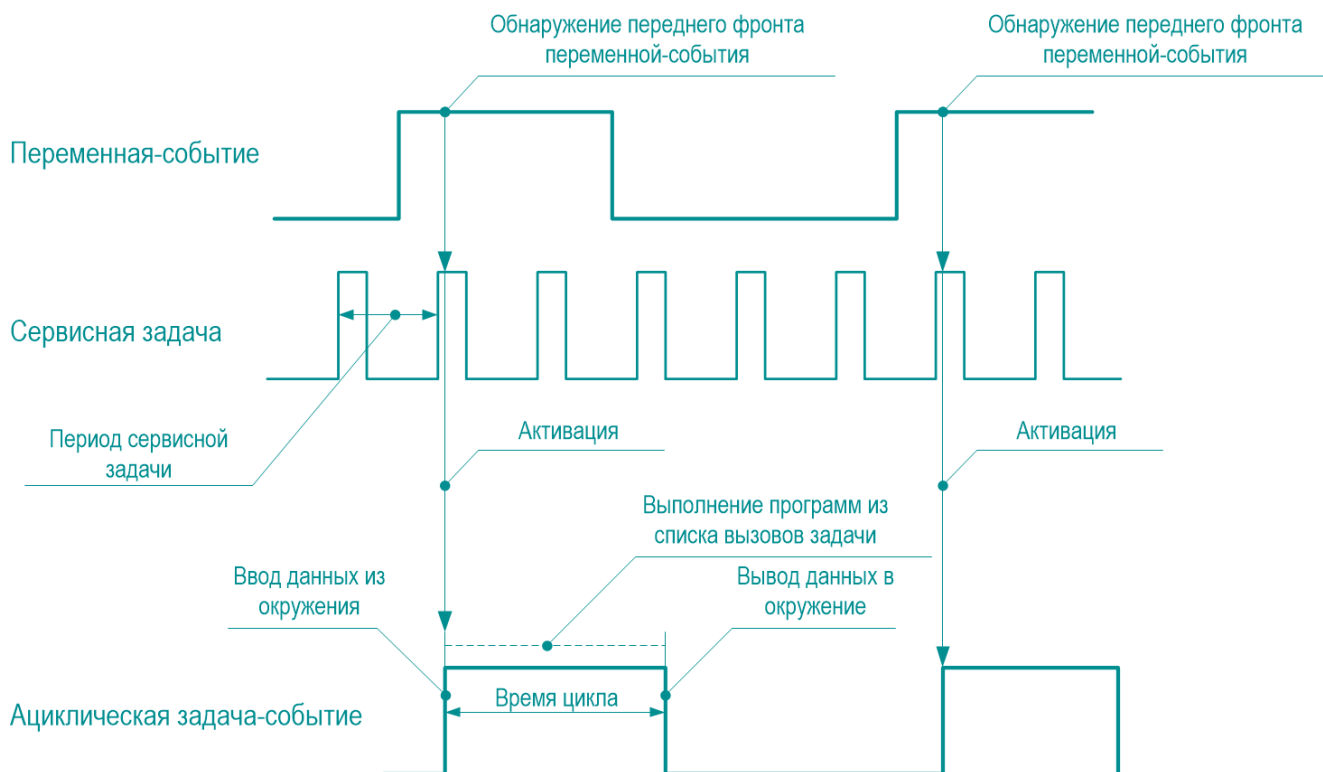 Обнаружение переднего фронта
переменной-события
Обнаружение переднего фронта
переменной-события
Переменная-событие
Сервисная задача
Период сервисной
задачи
Активация
Активация
Выполнение программ из
списка вызовов задачи
Ввод данных из
окружения
Вывод данных в
окружение
Время цикла
Ациклическая задача-событие